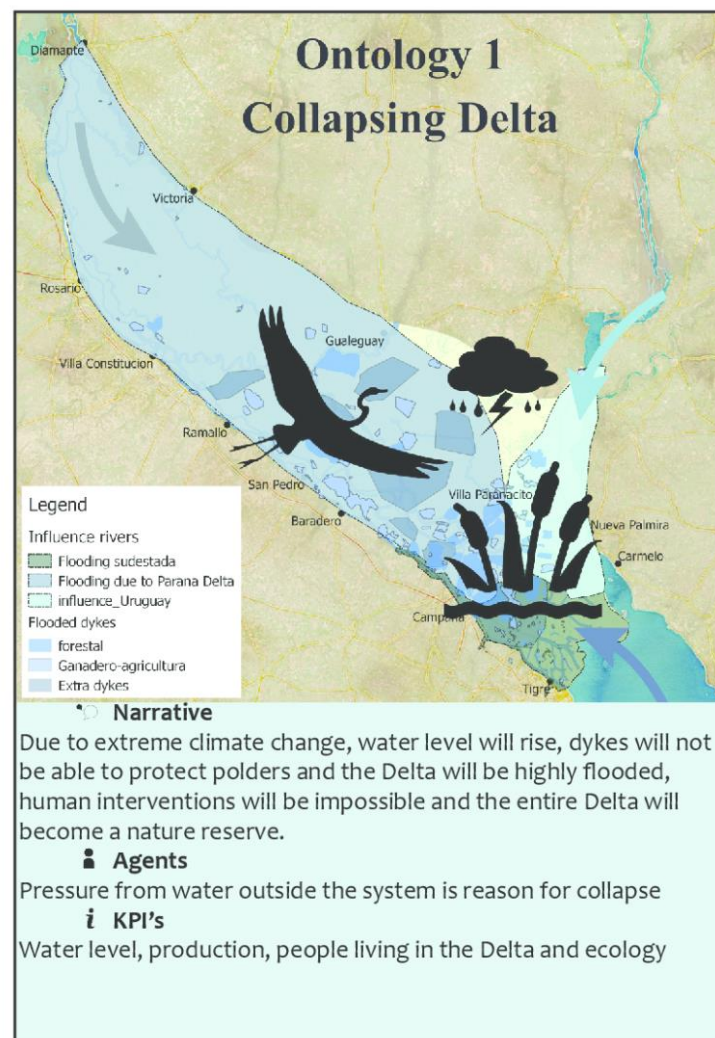 Ontology 1
Collapsing Delta
Diamante
Victoria
Rosario
Gualeguay
Villa Constitucion
Ramallo
San Pedro
Villa Paranacito
Baradero
Nueva Palmira
Carmelo
Campana
Tigre
Legend
Influence rivers
Flooding sudestada
Flooding due to Parana Delta
influence_Uruguay
Flooded dykes
forestal
Ganadero-agricultura
Extra dykes
Narrative
Due to extreme climate change, water level will rise, dykes will not
be able to protect polders and the Delta will be highly flooded,
human interventions will be impossible and the entire Delta will
become a nature reserve.
Agents
Pressure from water outside the system is reason for collapse
i KPI's
Water level, production, people living in the Delta and ecology